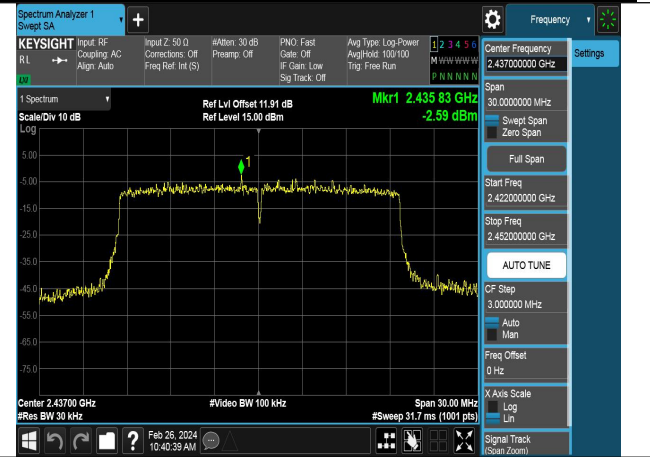 Spectrum Analyzer 1
Swept SA
Frequency
KEYSIGHT
RL
Input: RF
Coupling: AC
Align: Auto
Input Z: 50 Ω
Corrections: Off
Freq Ref: Int (S)
#Atten: 30 dB
Preamp: Off
PNO: Fast
Gate: Off
IF Gain: Low
Sig Track: Off
Avg Type: Log-Power
Avg|Hold: 100/100
Trig: Free Run
1 2 3 4 5 6
M W W W W W
P N N N N N
Center Frequency
2.437000000 GHz
Settings
Span
30.0000000 MHz
Swept Span
Zero Span
Full Span
Start Freq
2.422000000 GHz
Stop Freq
2.452000000 GHz
AUTO TUNE
CF Step
3.000000 MHz
Auto
Man
Freq Offset
0 Hz
X Axis Scale
Log
Lin
Signal Track
(Span Zoom)
1 Spectrum
Scale/Div 10 dB
Log
Ref Lvl Offset 11.91 dB
Ref Level 15.00 dBm
Mkr1 2.435 83 GHz
-2.59 dBm
1
5.00
-5.00
-15.0
-25.0
-35.0
-45.0
-55.0
-65.0
-75.0
Center 2.43700 GHz
#Res BW 30 kHz
#Video BW 100 kHz
Span 30.00 MHz
#Sweep 31.7 ms (1001 pts)
?
Feb 26, 2024
10:40:39 AM